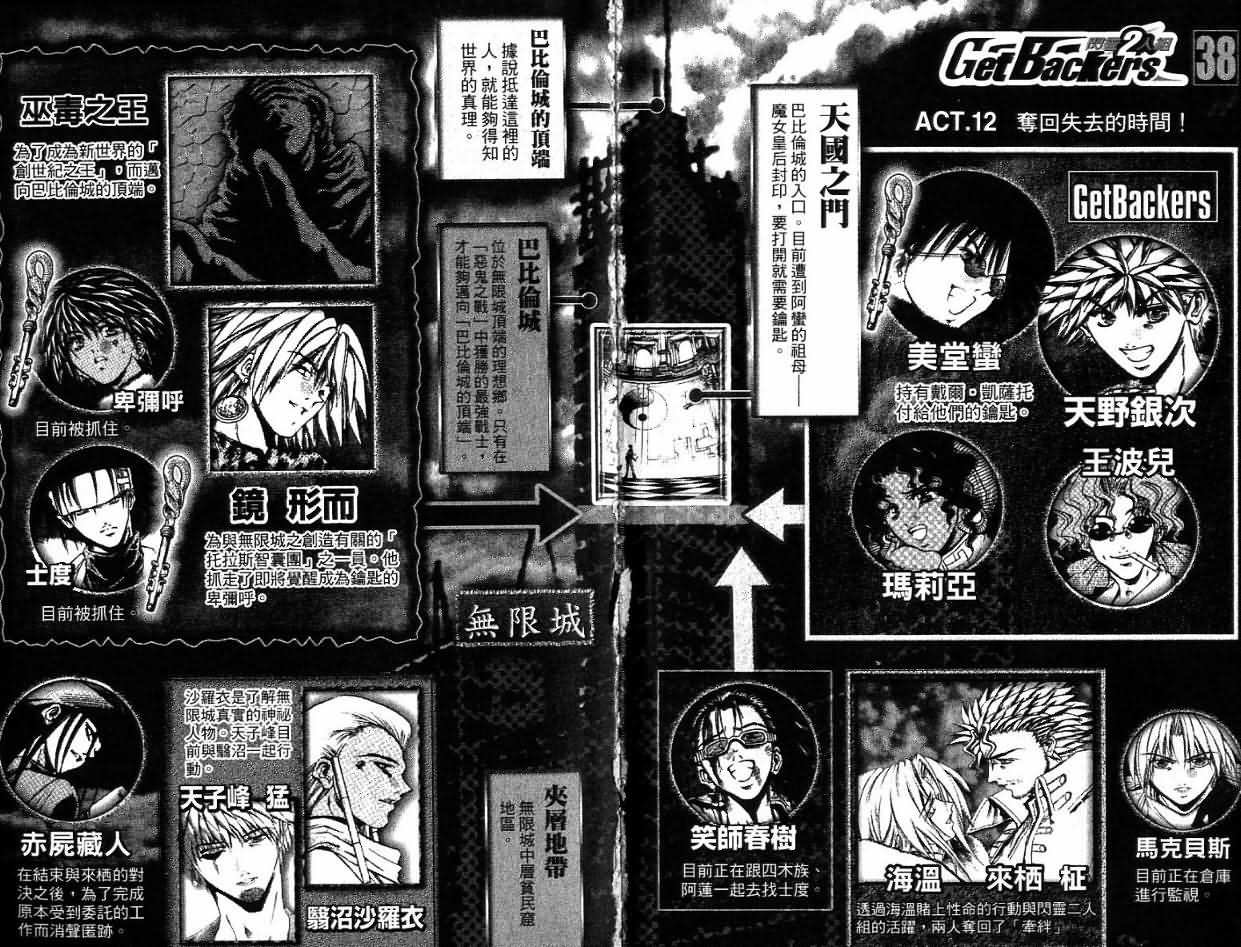 GetBackers
閃靈2人組
38
ACT.12 奪回失去的時間!
GetBackers
美堂蠻
持有戴爾・凱薩托
付給他們的鑰匙。
天野銀次
瑪莉亞
王波兒
天國之門
巴比倫城的入口。目前遭到阿蠻的祖母——
魔女皇后封印,要打開就需要鑰匙。
巴比倫城的頂端
據說抵達這裡的
人,就能夠得知
世界的真理。
巴比倫城
位於無限城頂端的理想鄉。只有在
「惡鬼之戰」中獲勝的最強戰士,
才能夠邁向「巴比倫城的頂端」。
巫毒之王
為了成為新世界的「
創世紀之王」,而邁
向巴比倫城的頂端。
卑彌呼
目前被抓住。
士度
目前被抓住。
鏡 形而
為與無限城之創造有關的「
托拉斯智囊團」之一員。他
抓走了即將覺醒成為鑰匙的
卑彌呼。
無限城
馬克貝斯
目前正在倉庫
進行監視。
海溫
來栖 柾
透過海溫賭上性命的行動與閃靈二人
組的活躍,兩人奪回了「牽絆」。
笑師春樹
目前正在跟四木族、
阿蓮一起去找士度。
夾層地帶
無限城中層貧民窟
地區。
沙羅衣是了解無
限城真實的神祕
人物。天子峰目
前與翳沼一起行
動。
天子峰 猛
翳沼沙羅衣
赤屍藏人
在結束與來栖的對
決之後,為了完成
原本受到委託的工
作而消聲匿跡。